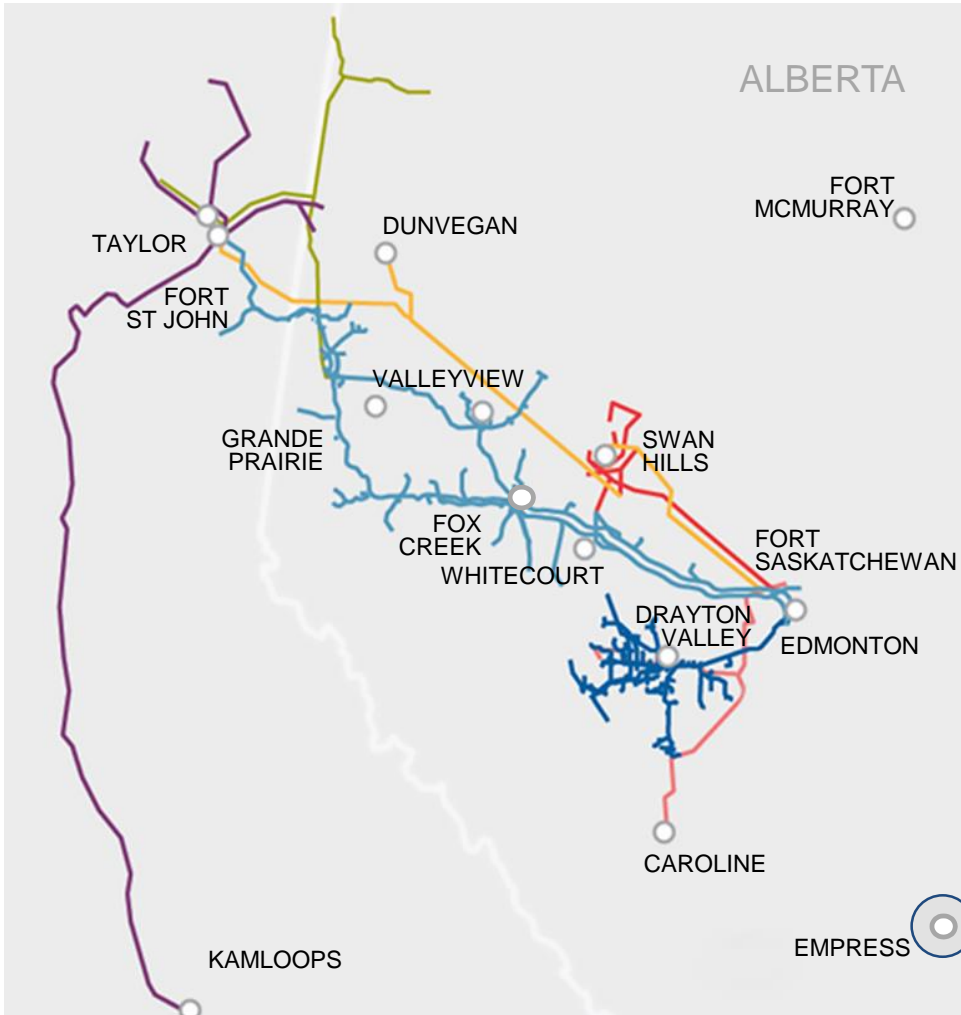 ALBERTA
FORT
MCMURRAY
DUNVEGAN
TAYLOR
FORT
ST JOHN
VALLEYVIEW
GRANDE
PRAIRIE
SWAN
HILLS
FOX
CREEK
WHITECOURT
FORT
SASKATCHEWAN
DRAYTON
VALLEY
EDMONTON
CAROLINE
EMPRESS
KAMLOOPS